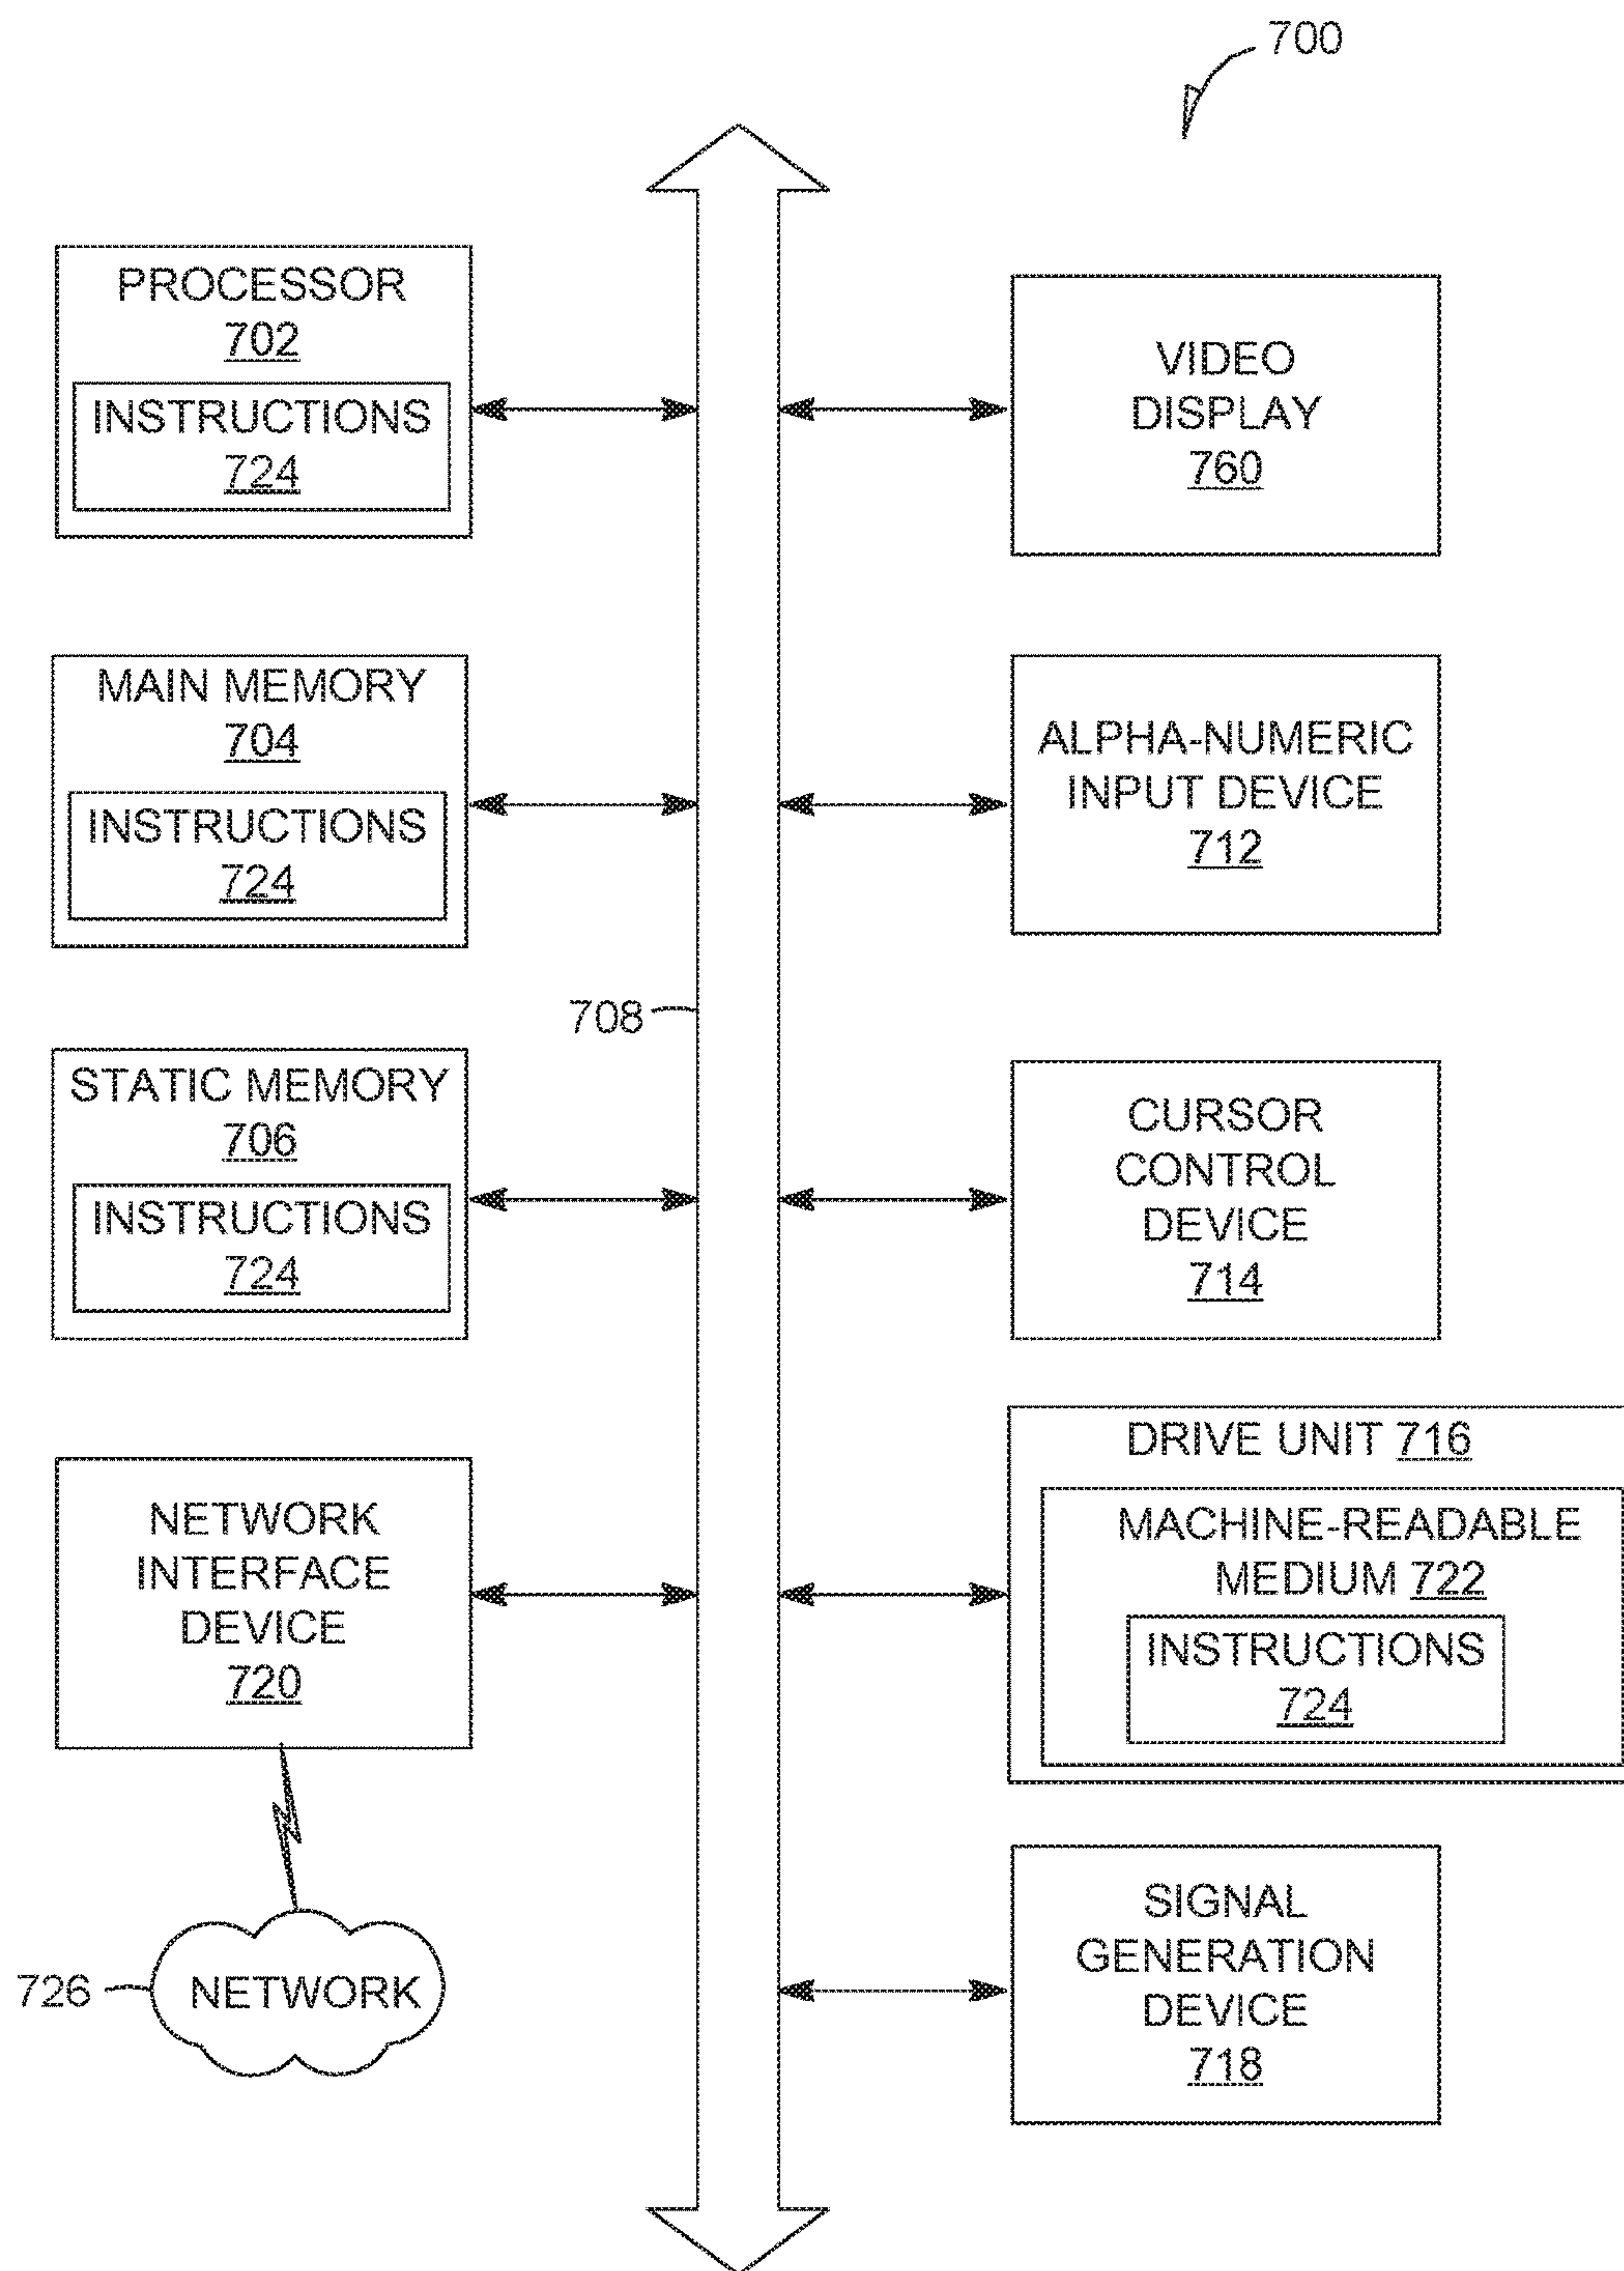 700
PROCESSOR
702
INSTRUCTIONS
724
VIDEO
DISPLAY
760
MAIN MEMORY
704
INSTRUCTIONS
724
ALPHA-NUMERIC
INPUT DEVICE
712
708
STATIC MEMORY
706
INSTRUCTIONS
724
CURSOR
CONTROL
DEVICE
714
NETWORK
INTERFACE
DEVICE
720
DRIVE UNIT 716
MACHINE-READABLE
MEDIUM 722
INSTRUCTIONS
724
726
NETWORK
SIGNAL
GENERATION
DEVICE
718